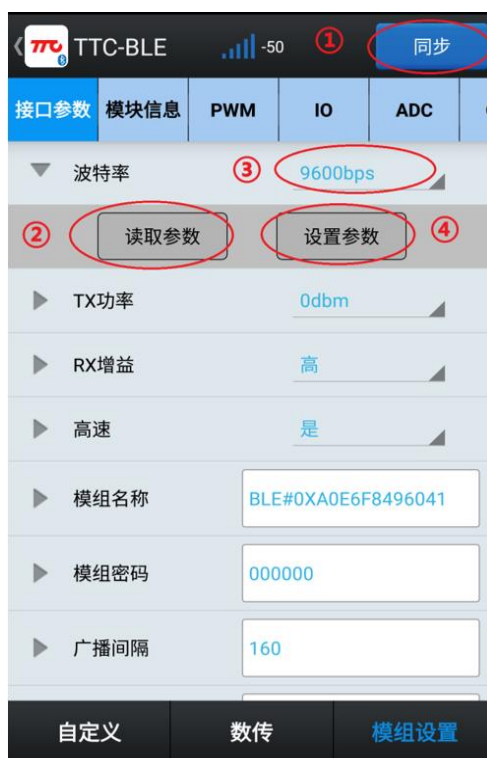 TTC TTC-BLE -50 ① 同步
接口参数 模块信息 PWM IO ADC
波特率 ③ 9600bps
② 读取参数 设置参数 ④
TX功率 0dbm
RX增益 高
高速 是
模组名称 BLE#0XA0E6F8496041
模组密码 000000
广播间隔 160
自定义 数传 模组设置